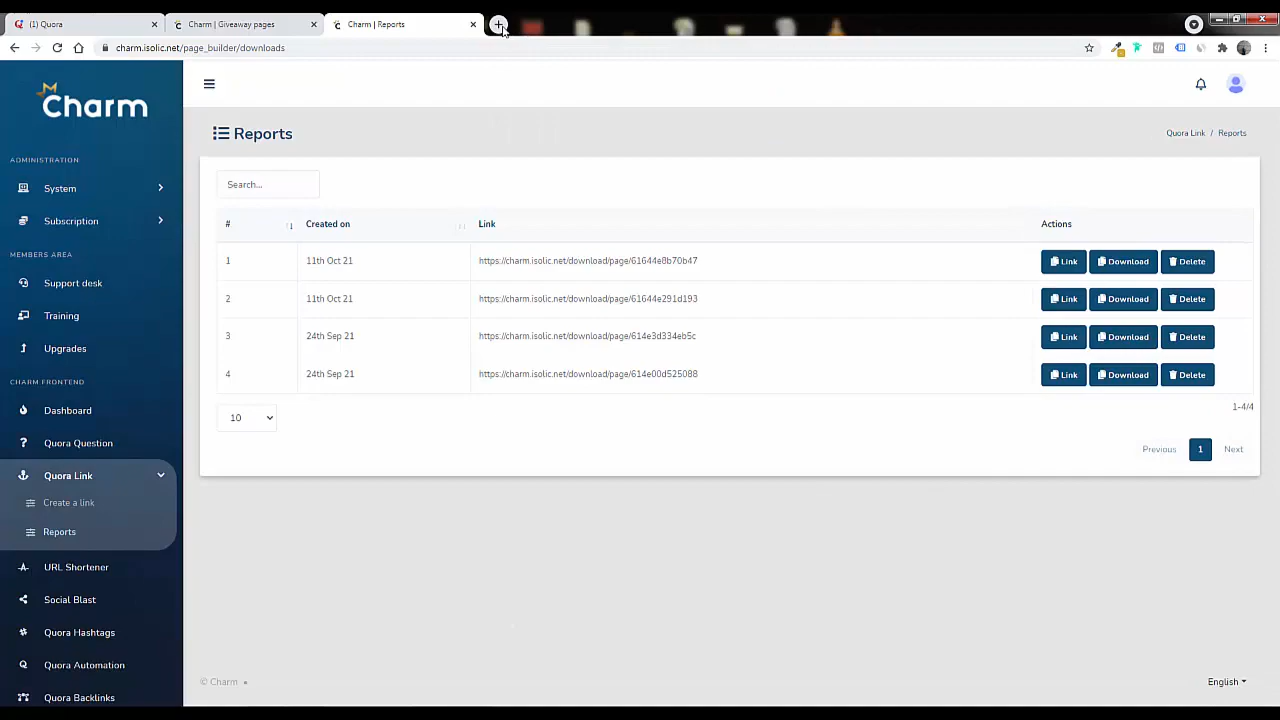 (1) Quora
Charm | Giveaway pages
Charm | Reports
charm.isolic.net/page_builder/downloads
Charm
ADMINISTRATION
System
Subscription
MEMBERS AREA
Support desk
Training
Upgrades
CHARM FRONTEND
Dashboard
Quora Question
Quora Link
Create a link
Reports
URL Shortener
Social Blast
Quora Hashtags
Quora Automation
Quora Backlinks
Reports
Quora Link / Reports
Search...
# Created on Link Actions
1 11th Oct 21 https://charm.isolic.net/download/page/61644e8b70b47 Link Download Delete
2 11th Oct 21 https://charm.isolic.net/download/page/61644e291d193 Link Download Delete
3 24th Sep 21 https://charm.isolic.net/download/page/614e3d334eb5c Link Download Delete
4 24th Sep 21 https://charm.isolic.net/download/page/614e00d525088 Link Download Delete
10
1-4/4
Previous 1 Next
© Charm
English